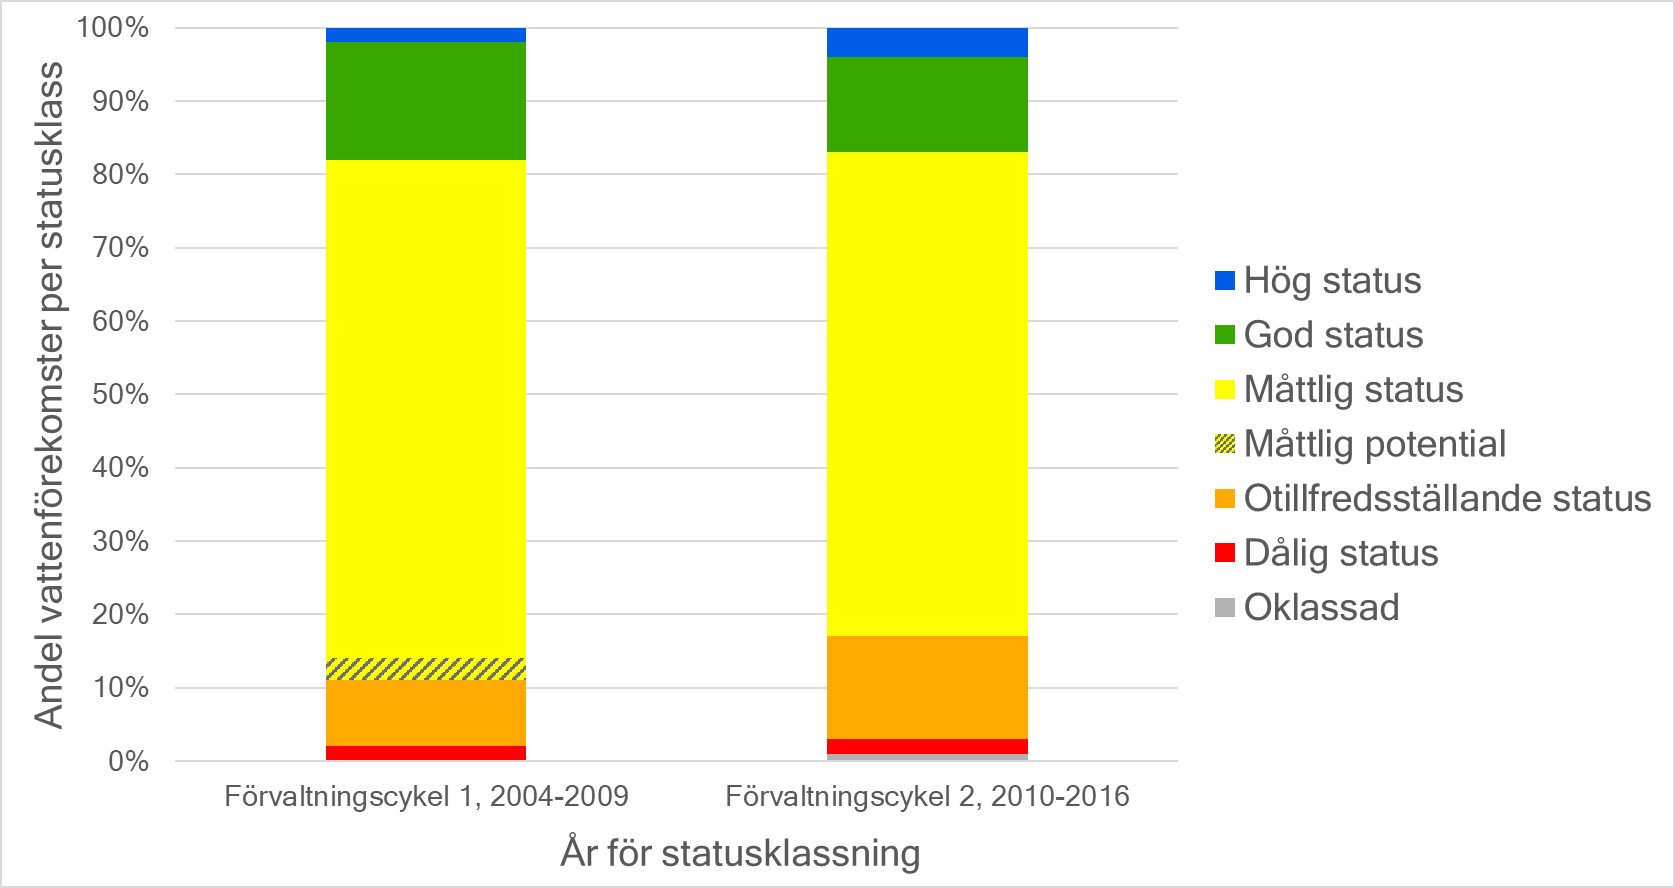 Andel vattenförekomster per statusklass
100%
90%
80%
70%
60%
50%
40%
30%
20%
10%
0%
Förvaltningscykel 1, 2004-2009
Förvaltningscykel 2, 2010-2016
År för statusklassning
Hög status
God status
Måttlig status
Måttlig potential
Otillfredsställande status
Dålig status
Oklassad